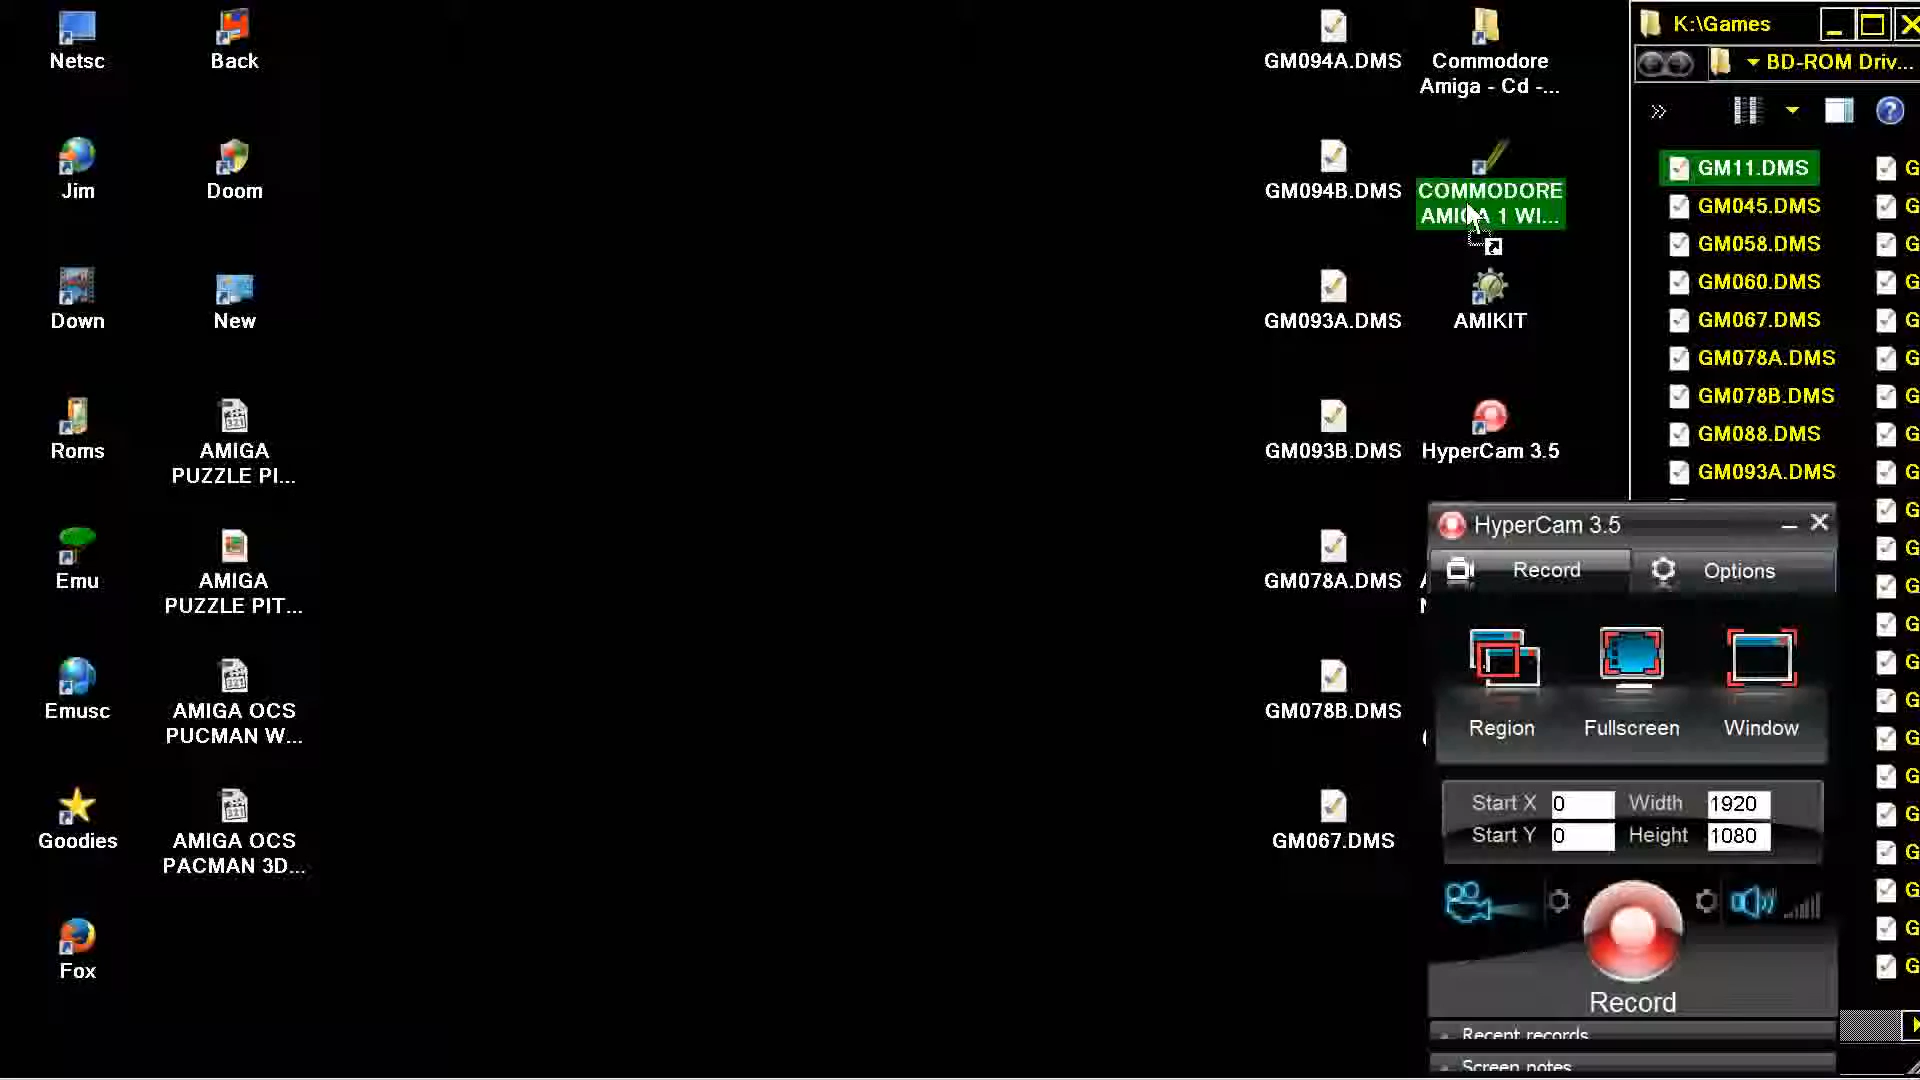 Netsc
Jim
Down
Roms
Emu
Emusc
Goodies
Fox
Back
Doom
New
AMIGA
PUZZLE PI...
AMIGA
PUZZLE PIT...
AMIGA OCS
PUCMAN W...
AMIGA OCS
PACMAN 3D...
GM094A.DMS
GM094B.DMS
GM093A.DMS
GM093B.DMS
GM078A.DMS
GM078B.DMS
GM067.DMS
Commodore
Amiga - Cd -...
COMMODORE
AMIGA 1 WI...
AMIKIT
HyperCam 3.5
K:\Games
BD-ROM Driv...
GM11.DMS
GM045.DMS
GM058.DMS
GM060.DMS
GM067.DMS
GM078A.DMS
GM078B.DMS
GM088.DMS
GM093A.DMS
HyperCam 3.5
Record
Options
Region
Fullscreen
Window
Start X 0 Width 1920
Start Y 0 Height 1080
Record
Recent records
Screen notes